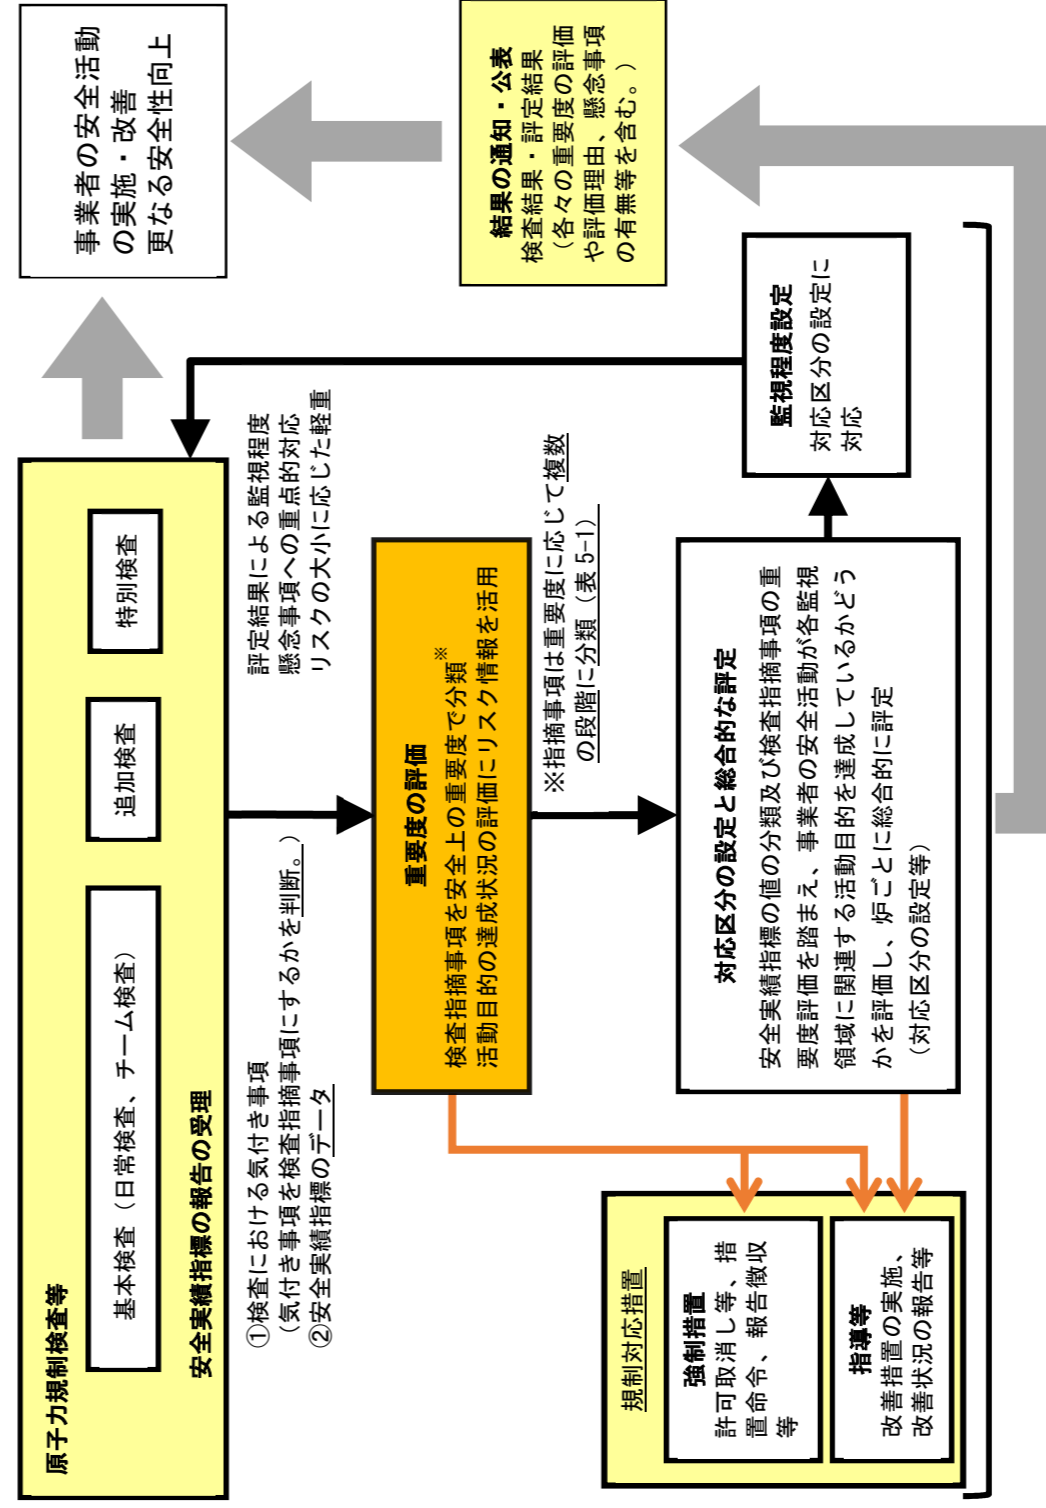 原子力規制検査等
基本検査（日常検査、チーム検査）
追加検査
特別検査
安全実績指標の報告の受理
事業者の安全活動
の実施・改善
更なる安全性向上
①検査における気付き事項
（気付き事項を検査指摘事項にするかを判断。）
②安全実績指標のデータ
評定結果による監視程度
懸念事項への重点的対応
リスクの大小に応じた軽重
重要度の評価
検査指摘事項を安全上の重要度で分類※
活動目的の達成状況の評価にリスク情報を活用
※指摘事項は重要度に応じて複数
の段階に分類（表 5-1）
結果の通知・公表
検査結果・評定結果
（各々の重要度の評価
や評価理由、懸念事項
の有無等を含む。）
規制対応措置
強制措置
許可取消し等、措
置命令、報告徴収
等
指導等
改善措置の実施、
改善状況の報告等
対応区分の設定と総合的な評定
安全実績指標の値の分類及び検査指摘事項の重
要度評価を踏まえ、事業者の安全活動が各監視
領域に関連する活動目的を達成しているかどう
かを評価し、炉ごとに総合的に評定
（対応区分の設定等）
監視程度設定
対応区分の設定に
対応